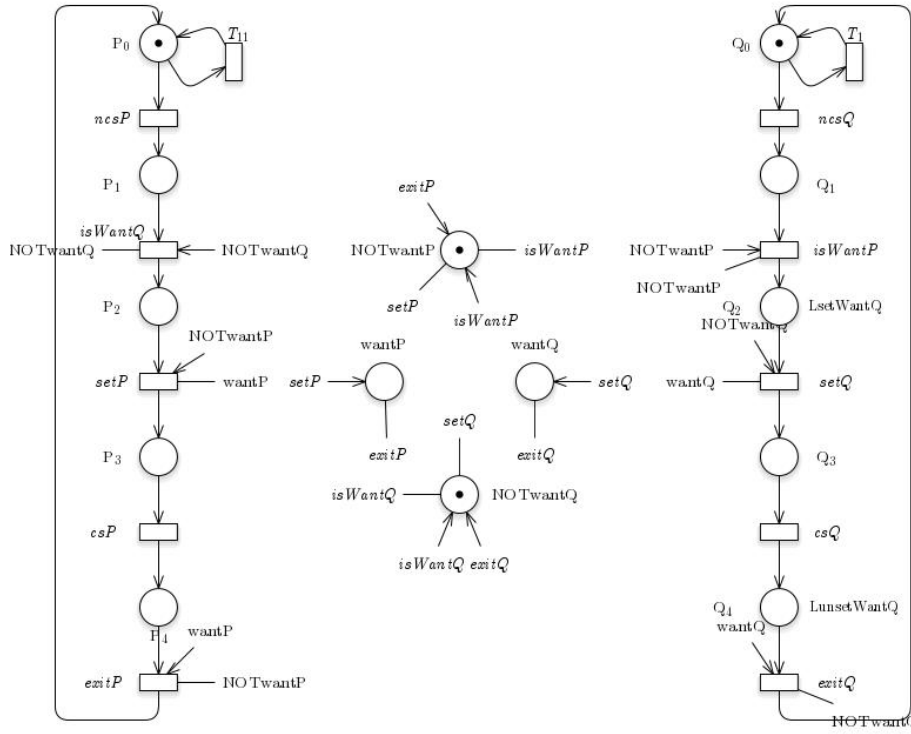 P0 T11 Q0 T1
ncsP ncsQ
P1 Q1
exitP
isWantQ
NOTwantQ NOTwantQ NOTwantP isWantP NOTwantP isWantP
NOTwantP
setP isWantP
P2 Q2 LsetWantQ
NOTwantP NOTwantQ
wantP wantQ
setP wantP setP setQ wantQ setQ
setQ
exitP exitQ
P3 Q3
isWantQ NOTwantQ
csP csQ
isWantQ exitQ
P4 Q4 LunsetWantQ
wantP wantQ
exitP NOTwantP exitQ
NOTwantQ